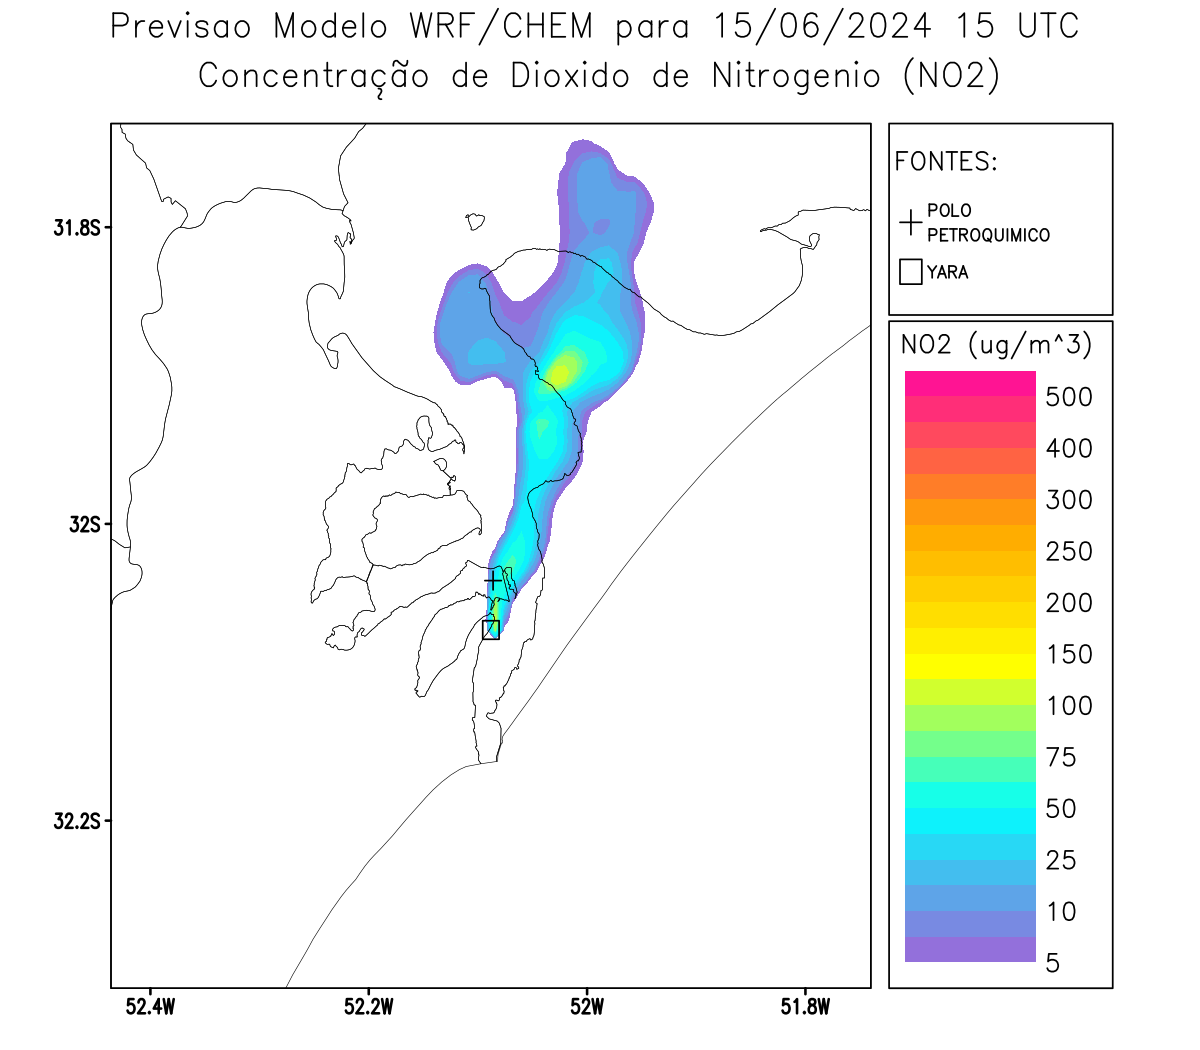 Previsao Modelo WRF/CHEM para 15/06/2024 15 UTC
Concentração de Dioxido de Nitrogenio (NO2)
FONTES:
POLO
PETROQUIMICO
YARA
NO2 (ug/m^3)
500
400
300
250
200
150
100
75
50
25
10
5
31.8S
32S
32.2S
52.4W
52.2W
52W
51.8W